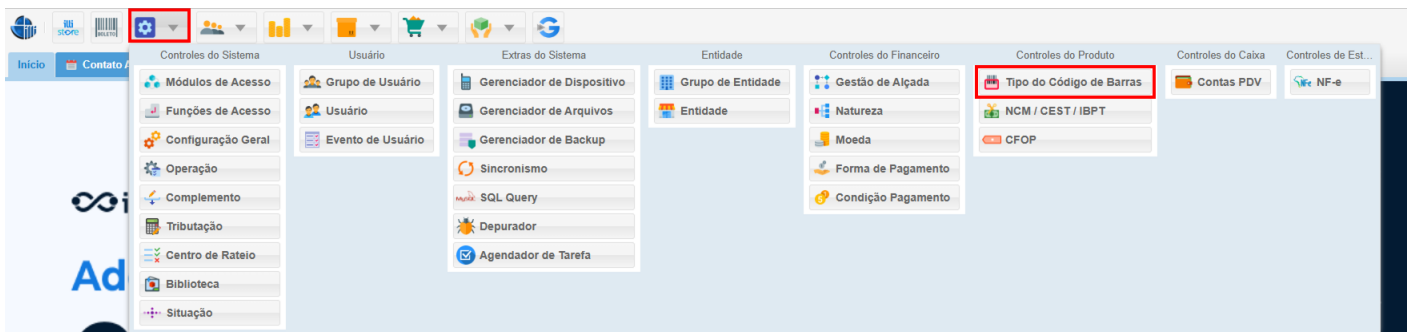 illi
illi store
BOLETO
Início
Contato A
Controles do Sistema
Módulos de Acesso
Funções de Acesso
Configuração Geral
Operação
Complemento
Tributação
Centro de Rateio
Biblioteca
Situação
Usuário
Grupo de Usuário
Usuário
Evento de Usuário
Extras do Sistema
Gerenciador de Dispositivo
Gerenciador de Arquivos
Gerenciador de Backup
Sincronismo
SQL Query
Depurador
Agendador de Tarefa
Entidade
Grupo de Entidade
Entidade
Controles do Financeiro
Gestão de Alçada
Natureza
Moeda
Forma de Pagamento
Condição Pagamento
Controles do Produto
Tipo do Código de Barras
NCM / CEST / IBPT
CFOP
Controles do Caixa
Contas PDV
Controles de Est...
NF-e
i
Ad